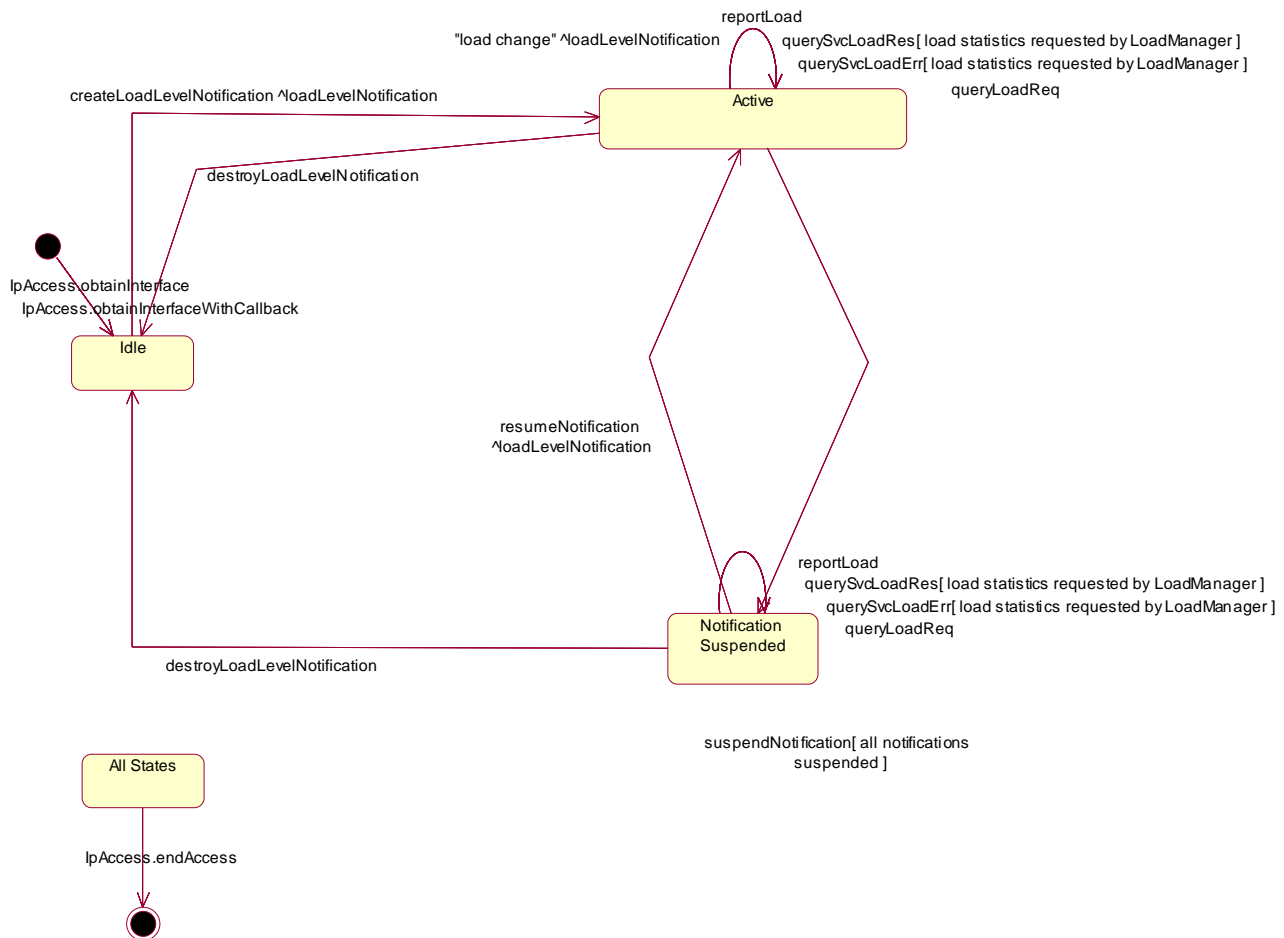 reportLoad
"load change" ^loadLevelNotification
querySvcLoadRes[ load statistics requested by LoadManager ]
querySvcLoadErr[ load statistics requested by LoadManager ]
queryLoadReq
createLoadLevelNotification ^loadLevelNotification
Active
destroyLoadLevelNotification
IpAccess.obtainInterface
IpAccess.obtainInterfaceWithCallback
Idle
resumeNotification
^loadLevelNotification
reportLoad
querySvcLoadRes[ load statistics requested by LoadManager ]
querySvcLoadErr[ load statistics requested by LoadManager ]
queryLoadReq
Notification
Suspended
destroyLoadLevelNotification
suspendNotification[ all notifications
suspended ]
All States
IpAccess.endAccess